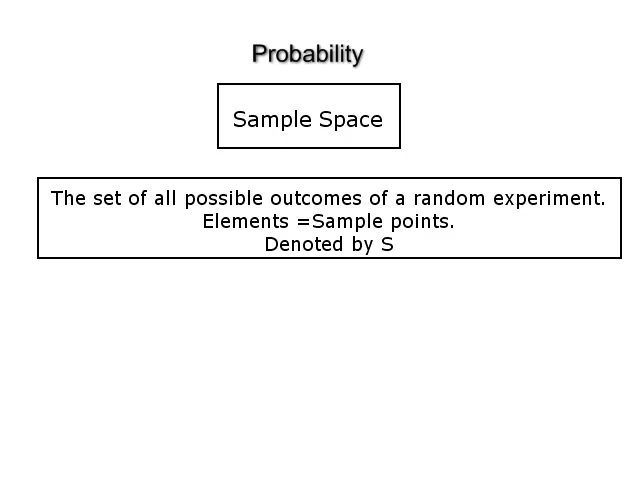 Probability
Sample Space
The set of all possible outcomes of a random experiment.
Elements =Sample points.
Denoted by S